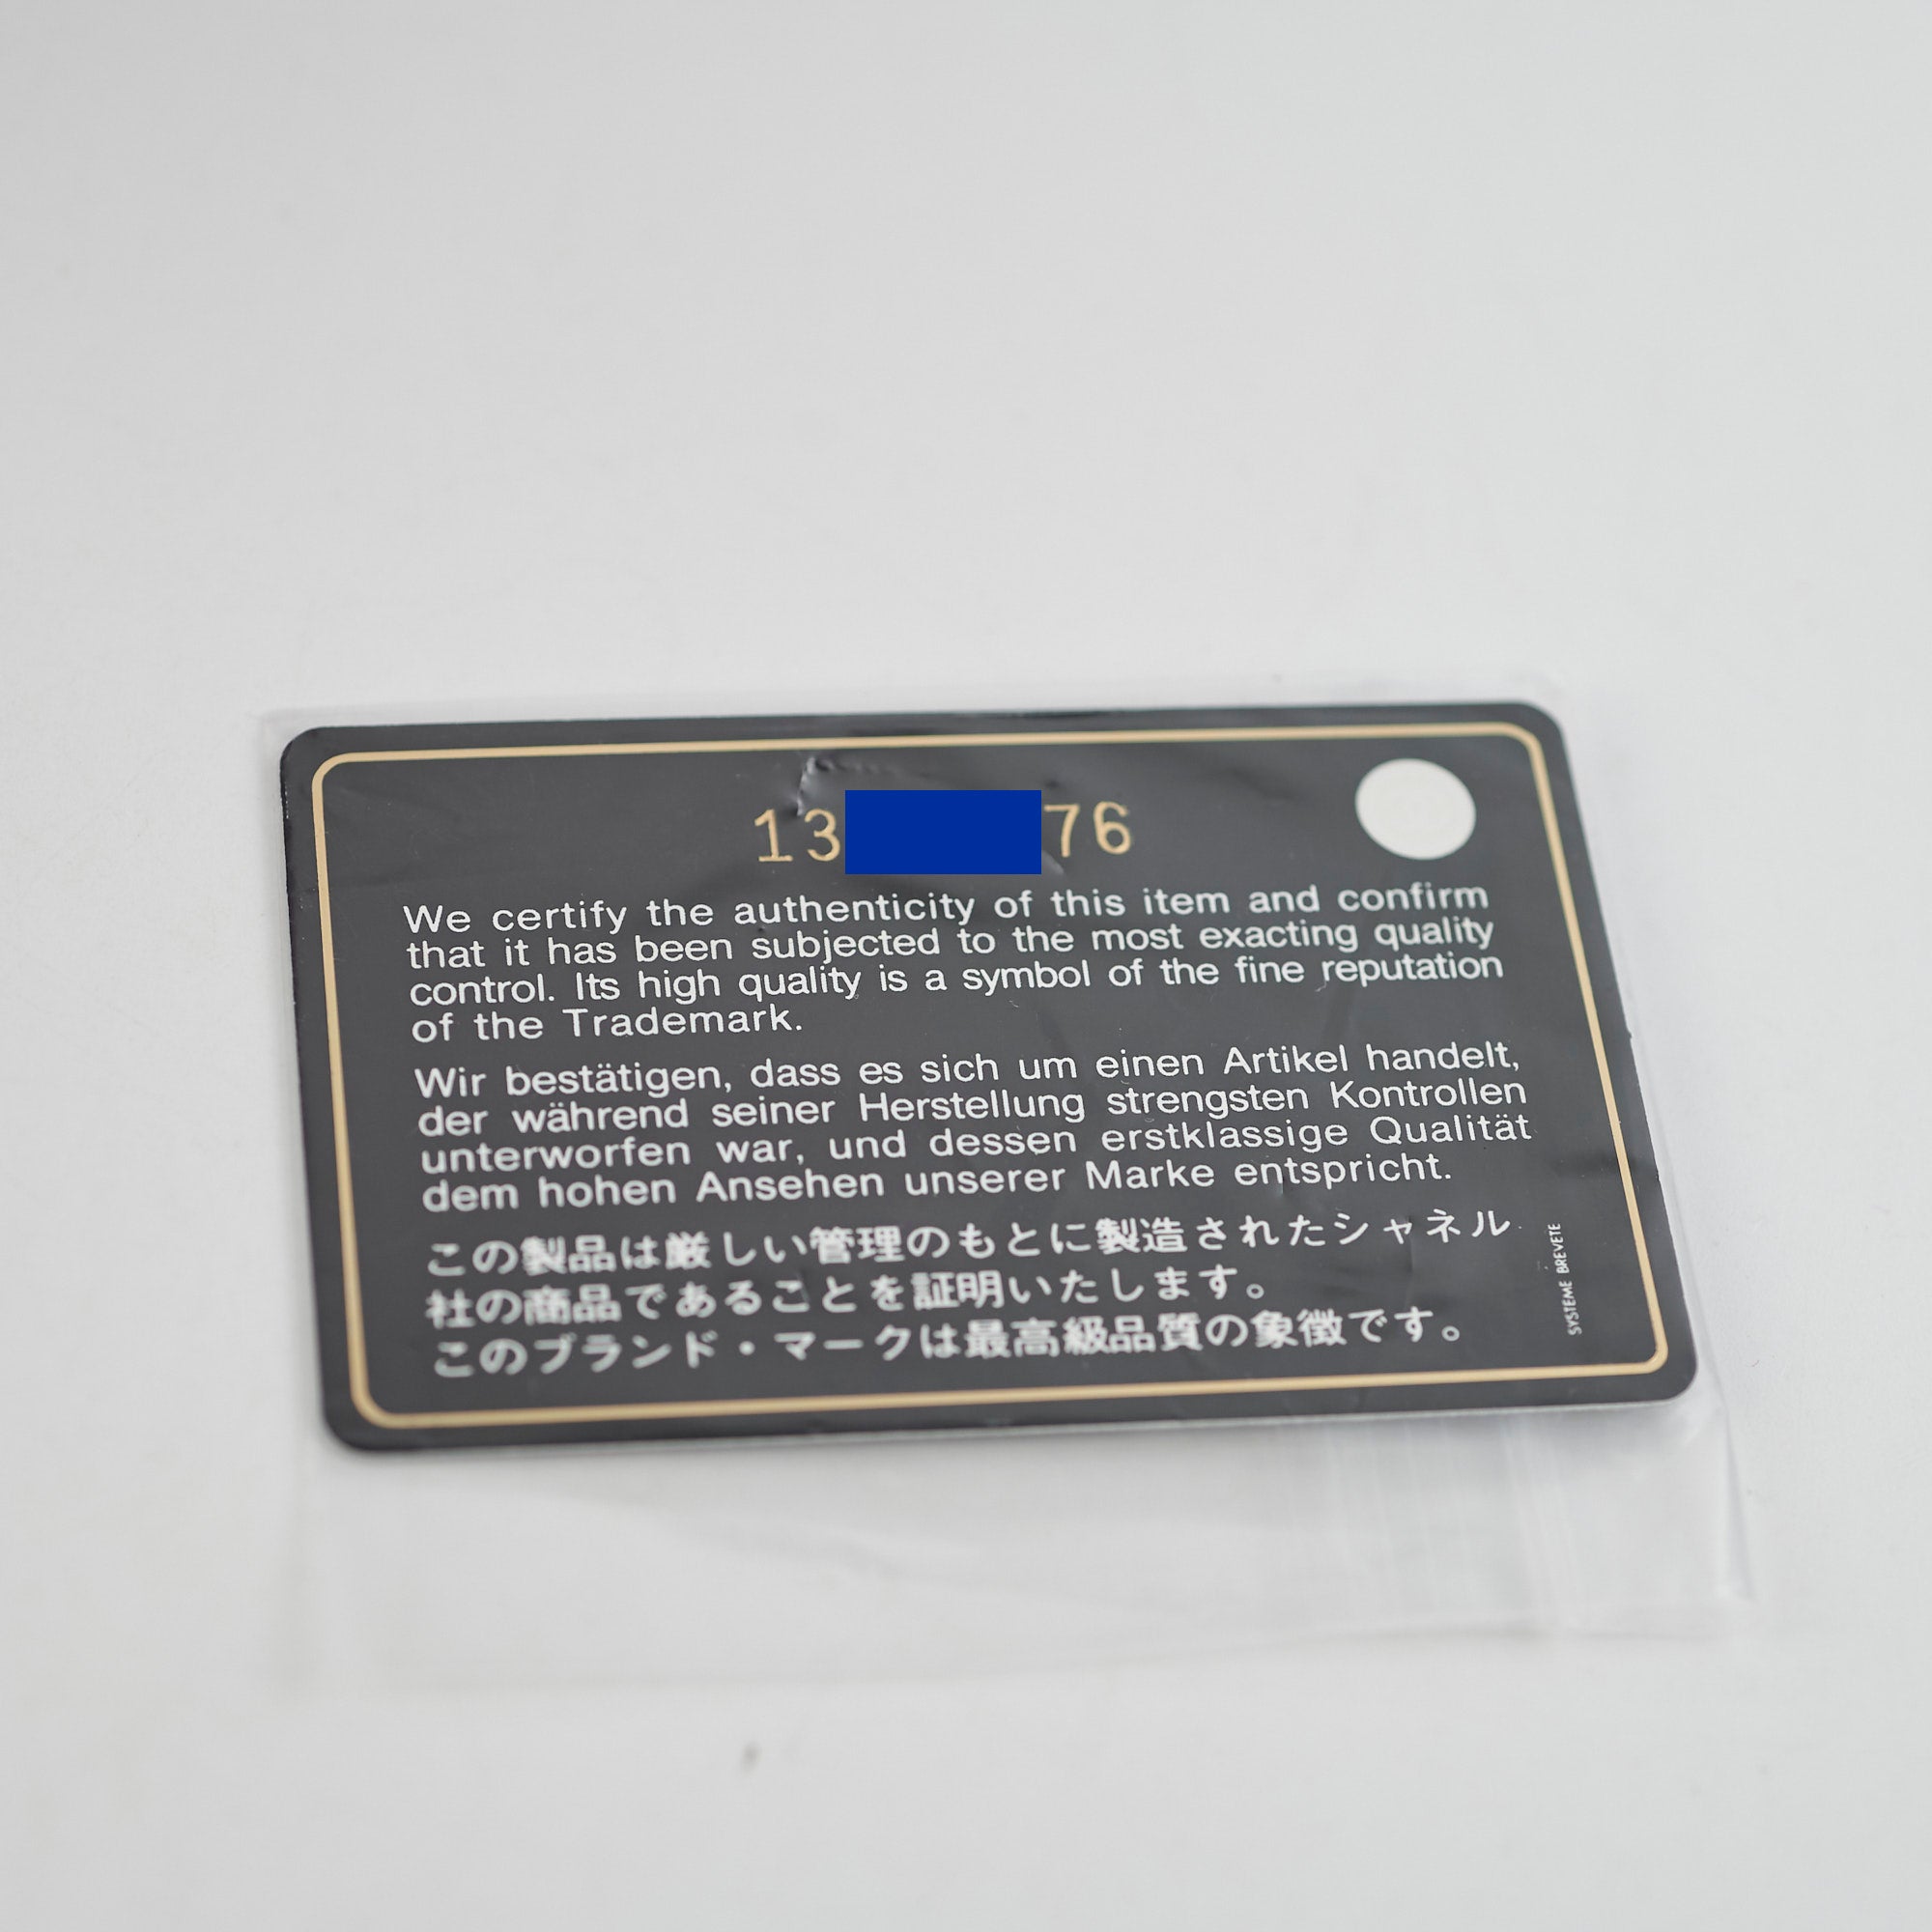 13 76
We certify the authenticity of this item and confirm
that it has been subjected to the most exacting quality
control. Its high quality is a symbol of the fine reputation
of the Trademark.
Wir bestätigen, dass es sich um einen Artikel handelt,
der während seiner Herstellung strengsten Kontrollen
unterworfen war, und dessen erstklassige Qualität
dem hohen Ansehen unserer Marke entspricht.
この製品は厳しい管理のもとに製造されたシャネル
社の商品であることを証明いたします。
このブランド・マークは最高級品質の象徴です。
SYSTEME BREVETE